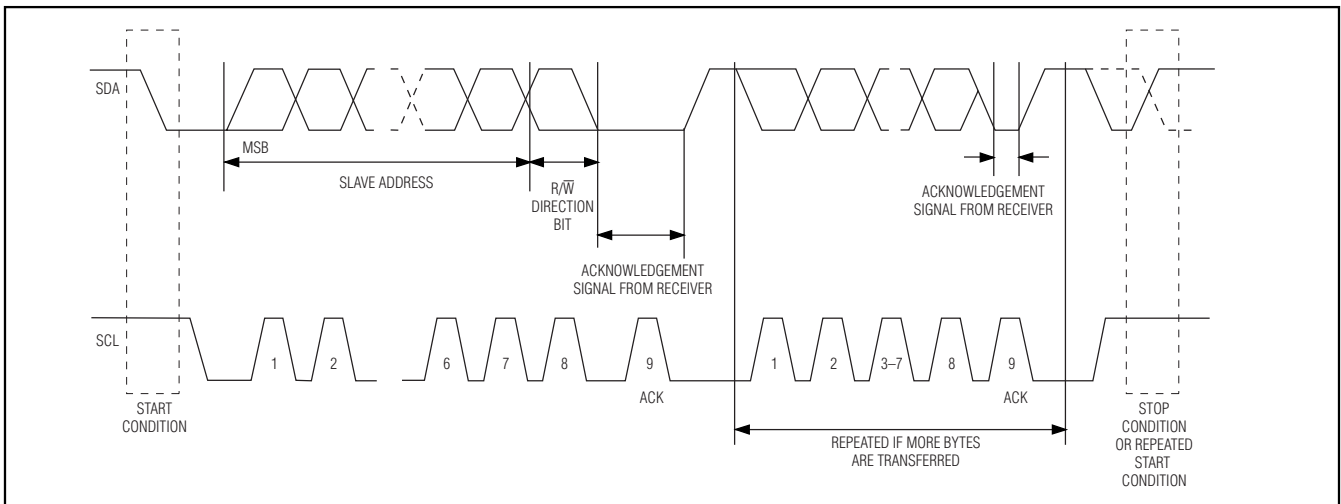 SDA
MSB
SLAVE ADDRESS
R/W̅
DIRECTION
BIT
ACKNOWLEDGEMENT
SIGNAL FROM RECEIVER
ACKNOWLEDGEMENT
SIGNAL FROM RECEIVER
SCL
1 2 6 7 8 9 1 2 3–7 8 9
ACK ACK
START
CONDITION
REPEATED IF MORE BYTES
ARE TRANSFERRED
STOP
CONDITION
OR REPEATED
START
CONDITION